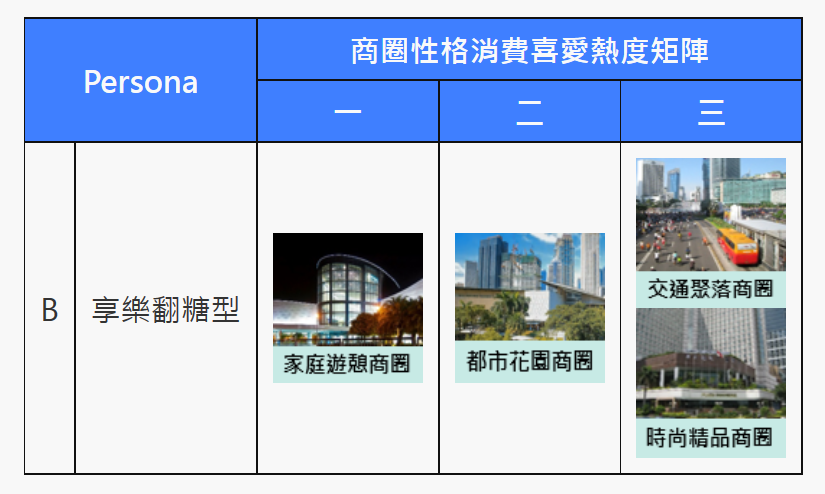 Persona
商圈性格消費喜愛熱度矩陣
一
二
三
B
享樂翻糖型
家庭遊憩商圈
都市花園商圈
交通聚落商圈
時尚精品商圈